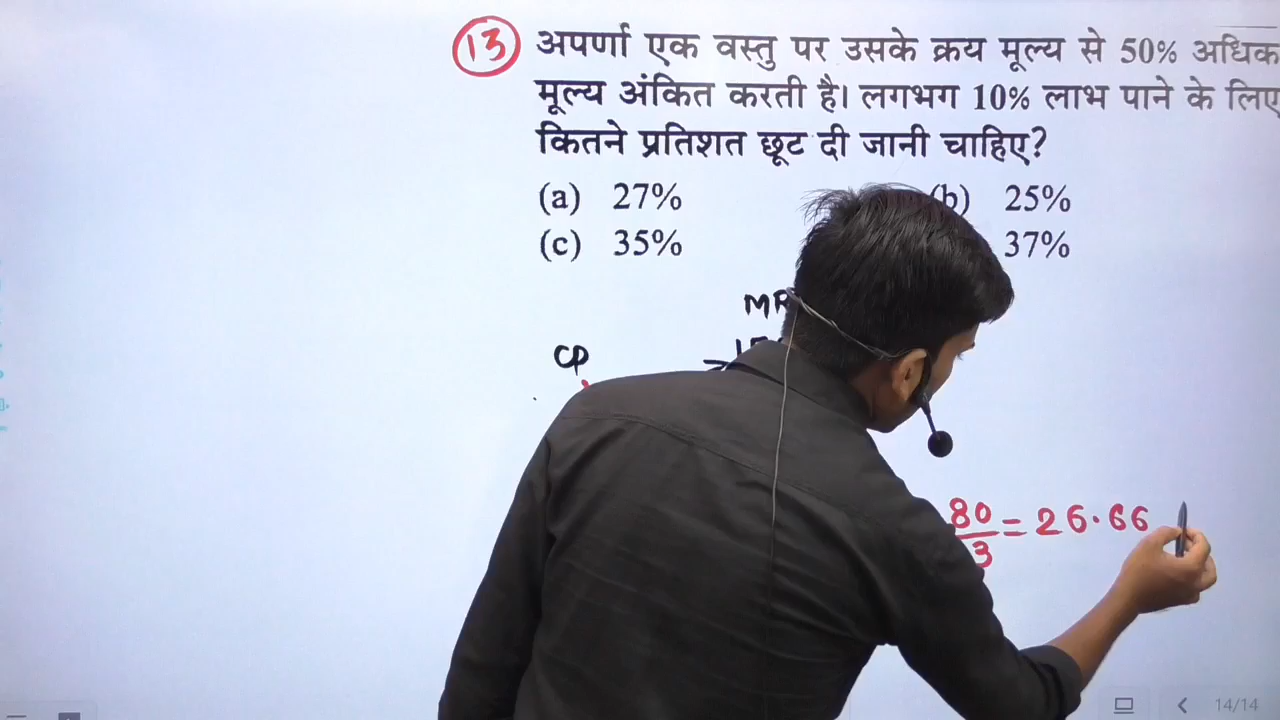 13 अपर्णा एक वस्तु पर उसके क्रय मूल्य से 50% अधिक
मूल्य अंकित करती है। लगभग 10% लाभ पाने के लिए
कितने प्रतिशत छूट दी जानी चाहिए?
(a) 27% (b) 25%
(c) 35% 37%
MR
CP
80/3 = 26.66
14/14